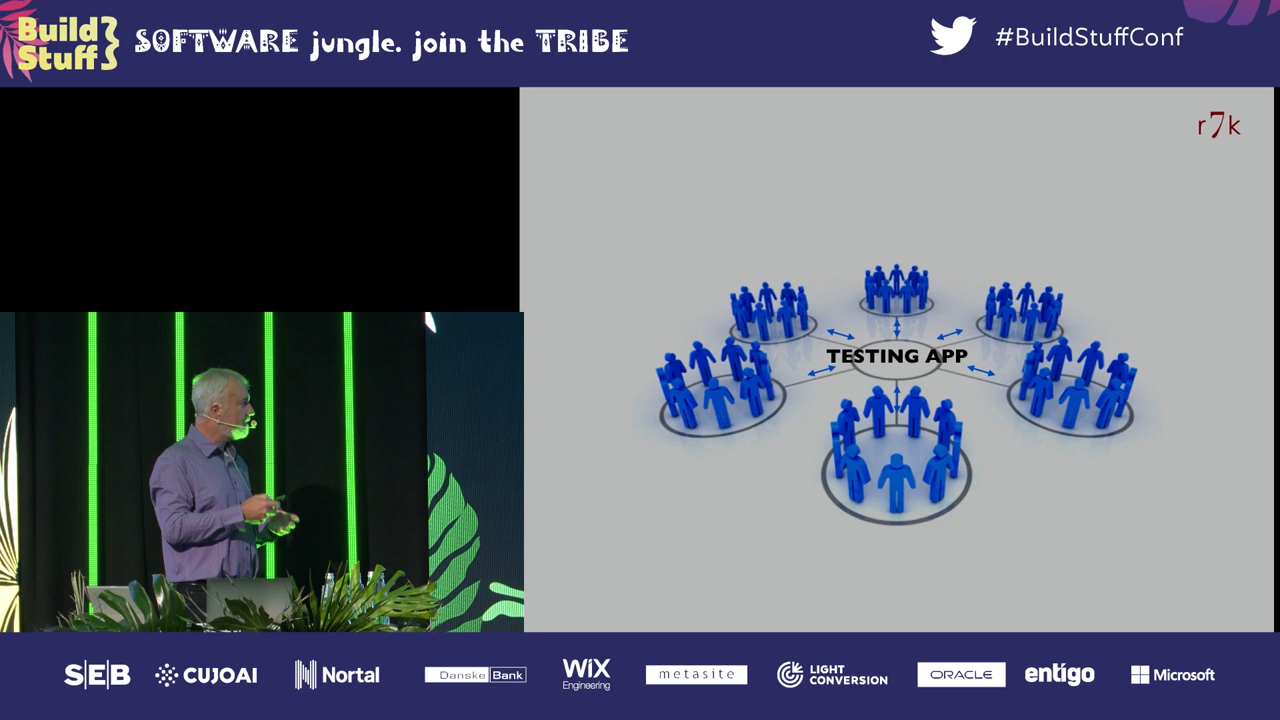 Build
Stuff
SOFTWARE jungle. join the TRIBE
#BuildStuffConf
r7k
TESTING APP
S|E|B
CUJOAI
Nortal
Danske Bank
WiX
Engineering
metasite
LIGHT
CONVERSION
ORACLE
entigo
Microsoft